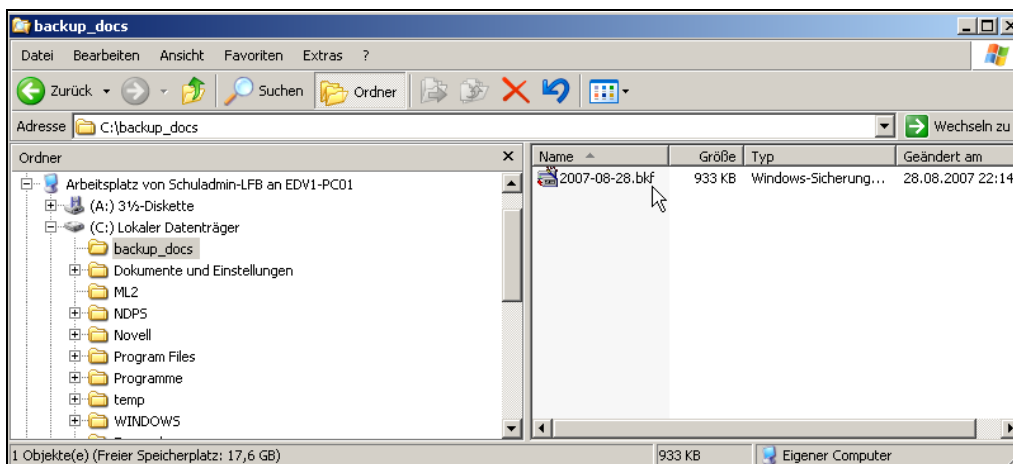 backup_docs
Datei Bearbeiten Ansicht Favoriten Extras ?
Zurück Suchen Ordner
Adresse C:\backup_docs Wechseln zu
Ordner
Arbeitsplatz von Schuladmin-LFB an EDV1-PC01
(A:) 3½-Diskette
(C:) Lokaler Datenträger
backup_docs
Dokumente und Einstellungen
ML2
NDPS
Novell
Program Files
Programme
temp
WINDOWS
Name Größe Typ Geändert am
2007-08-28.bkf 933 KB Windows-Sicherung... 28.08.2007 22:14
1 Objekte(e) (Freier Speicherplatz: 17,6 GB) 933 KB Eigener Computer